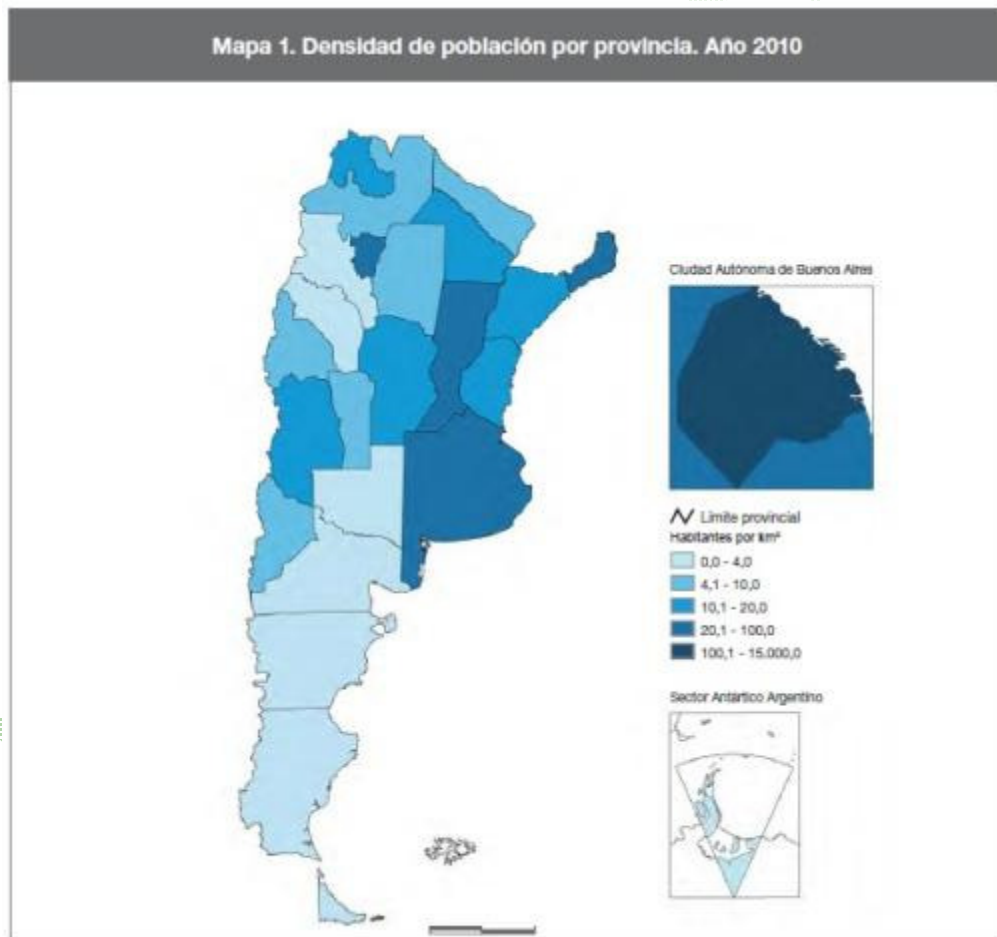 Mapa 1. Densidad de población por provincia. Año 2010
Ciudad Autónoma de Buenos Aires
Límite provincial
Habitantes por km²
0,0 - 4,0
4,1 - 10,0
10,1 - 20,0
20,1 - 100,0
100,1 - 15.000,0
Sector Antártico Argentino